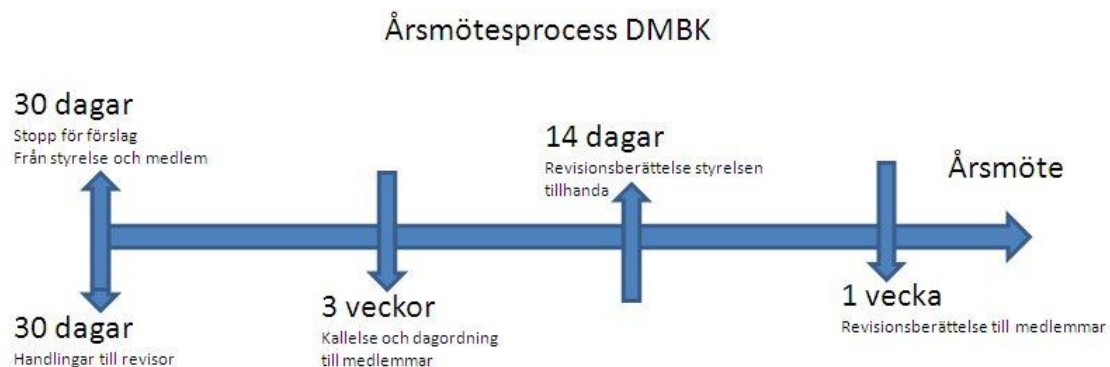 Årsmötesprocess DMBK
30 dagar
Stopp för förslag
Från styrelse och medlem
14 dagar
Revisionsberättelse styrelsen
tillhanda
Årsmöte
30 dagar
Handlingar till revisor
3 veckor
Kallelse och dagordning
till medlemmar
1 vecka
Revisionsberättelse till medlemmar